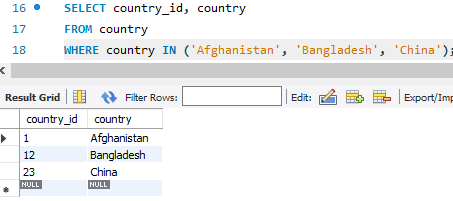 16 SELECT country_id, country
17 FROM country
18 WHERE country IN ('Afghanistan', 'Bangladesh', 'China');
Result Grid Filter Rows: Edit: Export/Imp
country_id country
1 Afghanistan
12 Bangladesh
23 China
NULL NULL